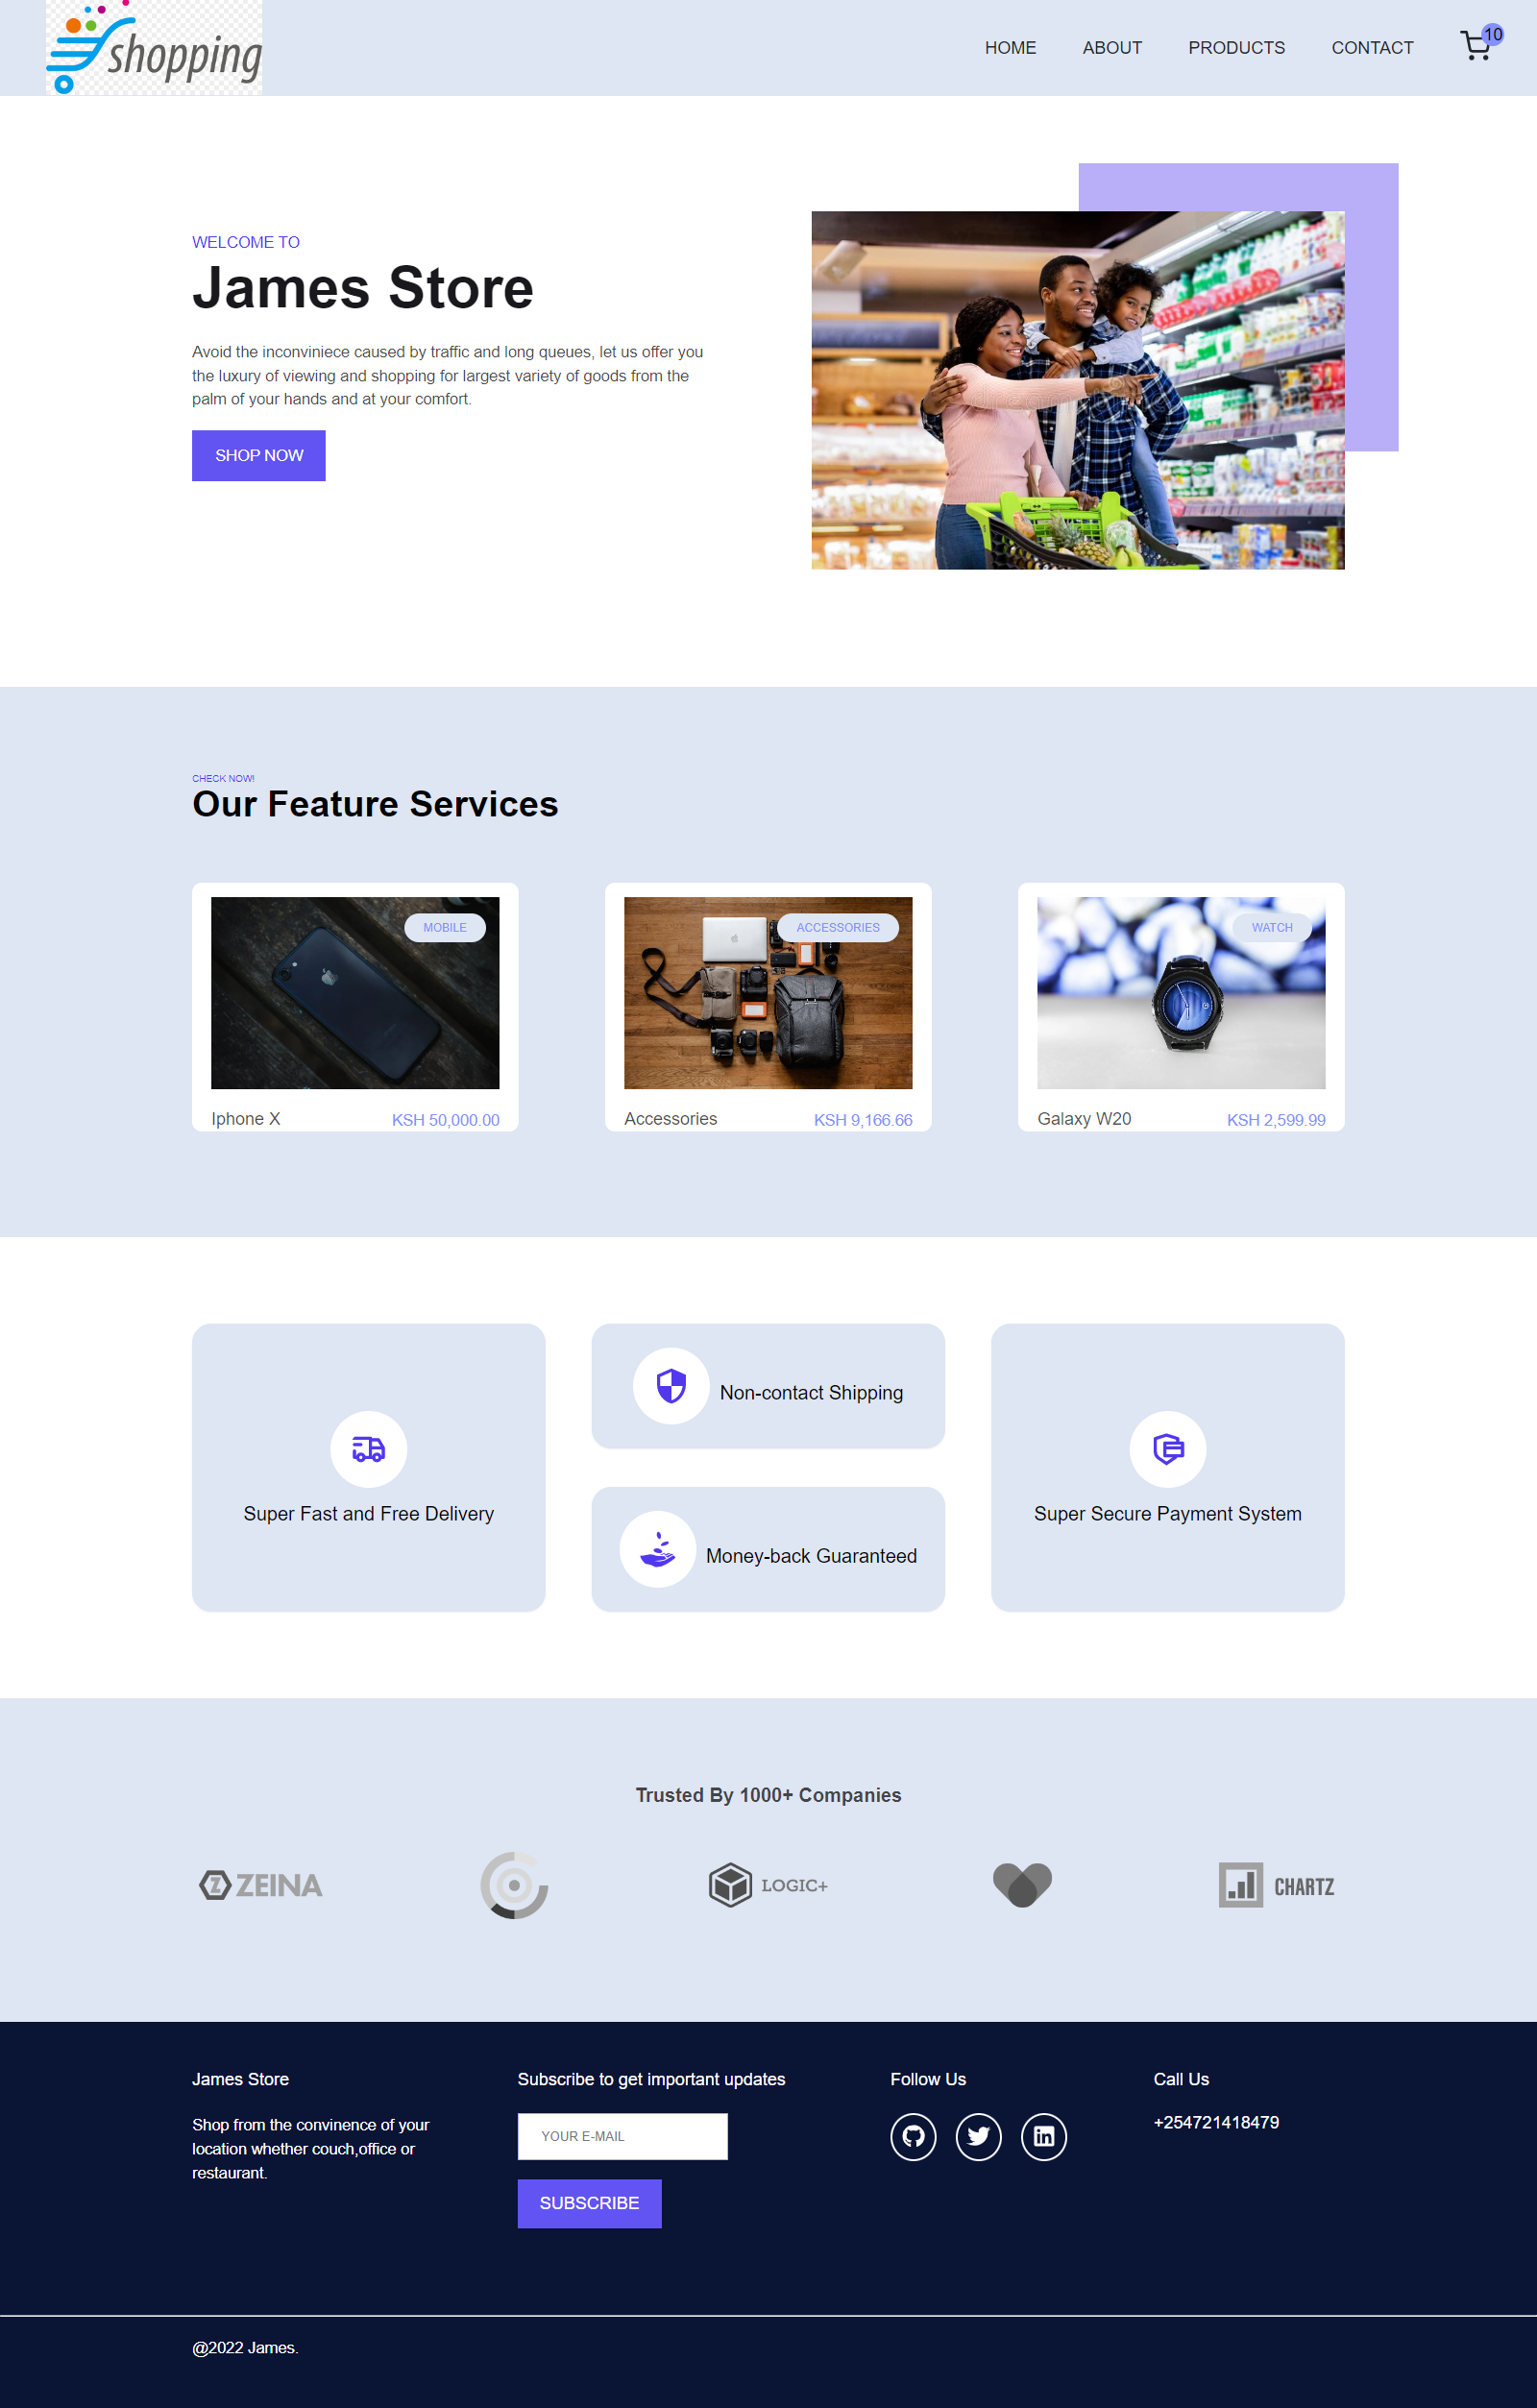 shopping
HOME ABOUT PRODUCTS CONTACT 10
WELCOME TO
James Store
Avoid the inconviniece caused by traffic and long queues, let us offer you
the luxury of viewing and shopping for largest variety of goods from the
palm of your hands and at your comfort.
SHOP NOW
CHECK NOW!
Our Feature Services
MOBILE
Iphone X KSH 50,000.00
ACCESSORIES
Accessories KSH 9,166.66
WATCH
Galaxy W20 KSH 2,599.99
Super Fast and Free Delivery
Non-contact Shipping
Money-back Guaranteed
Super Secure Payment System
Trusted By 1000+ Companies
ZEINA
LOGIC+
CHARTZ
James Store
Shop from the convinence of your
location whether couch,office or
restaurant.
Subscribe to get important updates
YOUR E-MAIL
SUBSCRIBE
Follow Us
Call Us
+254721418479
@2022 James.